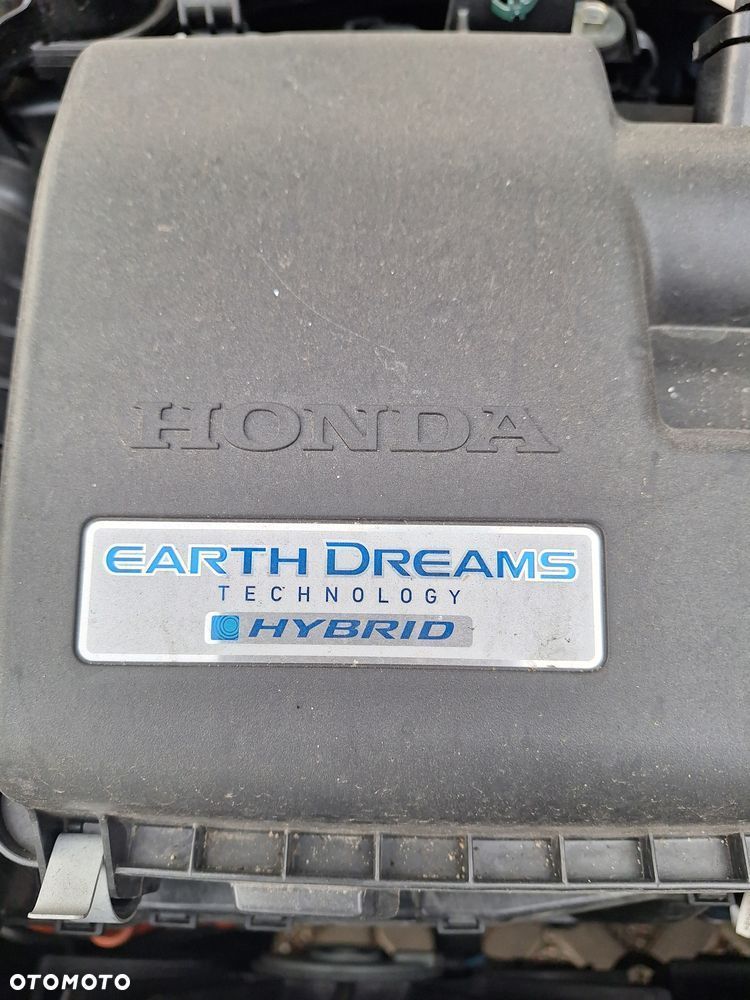 HONDA
EARTH DREAMS
TECHNOLOGY
HYBRID
OTOMOTO